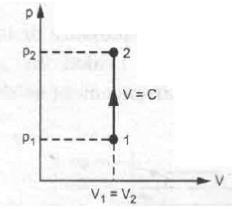 p
p₂
2
V = C
p₁
1
V
V₁ = V₂